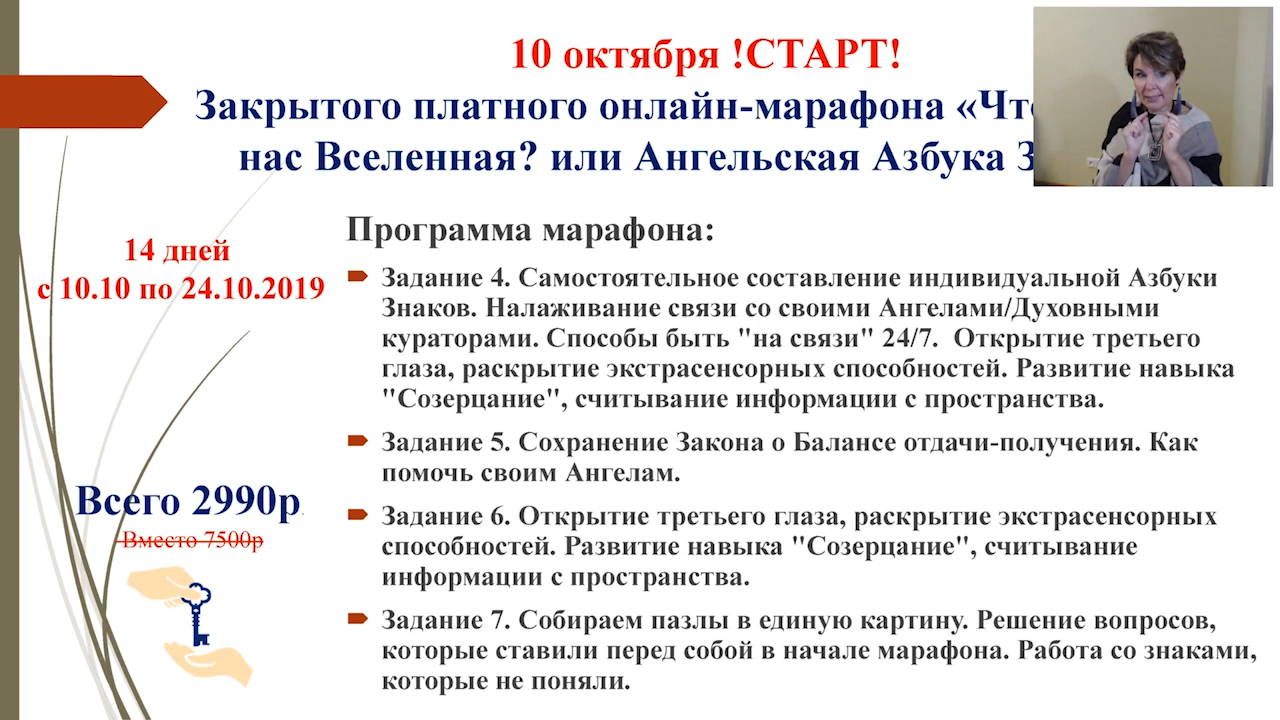 10 октября !СТАРТ!
Закрытого платного онлайн-марафона
нас Вселенная? или Ангельская Азбука
14 дней
с 10.10 по 24.10.2019
Всего 2990р.
Вместо 7500р
Программа марафона:
Задание 4. Самостоятельное составление индивидуальной Азбуки
Знаков. Налаживание связи со своими Ангелами/Духовными
кураторами. Способы быть "на связи" 24/7. Открытие третьего
глаза, раскрытие экстрасенсорных способностей. Развитие навыка
"Созерцание", считывание информации с пространства.
Задание 5. Сохранение Закона о Балансе отдачи-получения. Как
помочь своим Ангелам.
Задание 6. Открытие третьего глаза, раскрытие экстрасенсорных
способностей. Развитие навыка "Созерцание", считывание
информации с пространства.
Задание 7. Собираем пазлы в единую картину. Решение вопросов,
которые ставили перед собой в начале марафона. Работа со знаками,
которые не поняли.